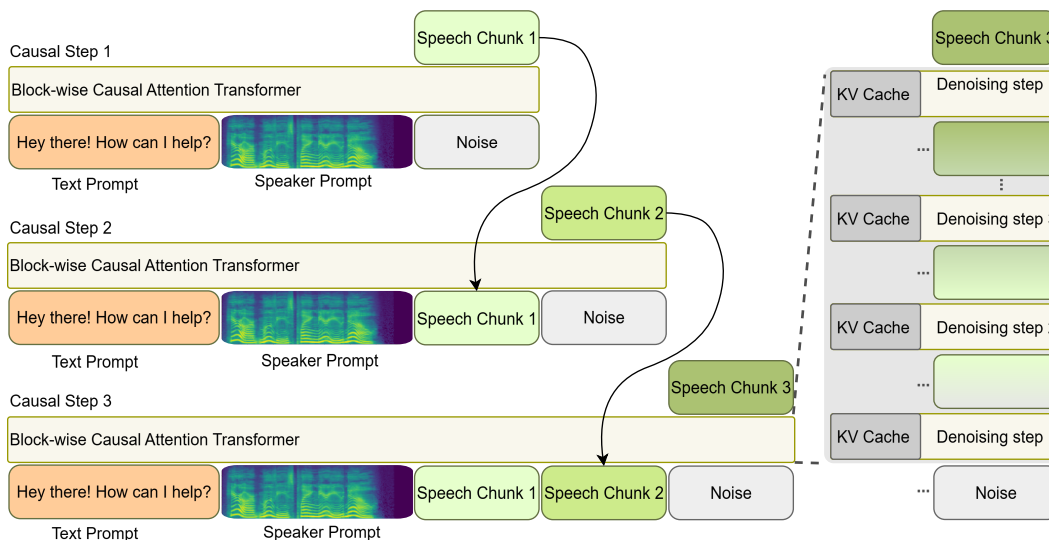 Speech Chunk 1
Causal Step 1
Block-wise Causal Attention Transformer
Hey there! How can I help?
Noise
Text Prompt
Speaker Prompt
Speech Chunk 2
Causal Step 2
Block-wise Causal Attention Transformer
Hey there! How can I help?
Speech Chunk 1
Noise
Text Prompt
Speaker Prompt
Speech Chunk 3
Causal Step 3
Block-wise Causal Attention Transformer
Hey there! How can I help?
Speech Chunk 1
Speech Chunk 2
Noise
Text Prompt
Speaker Prompt
Speech Chunk
KV Cache
Denoising step
...
...
KV Cache
Denoising step
...
KV Cache
Denoising step
...
KV Cache
Denoising step
...
Noise